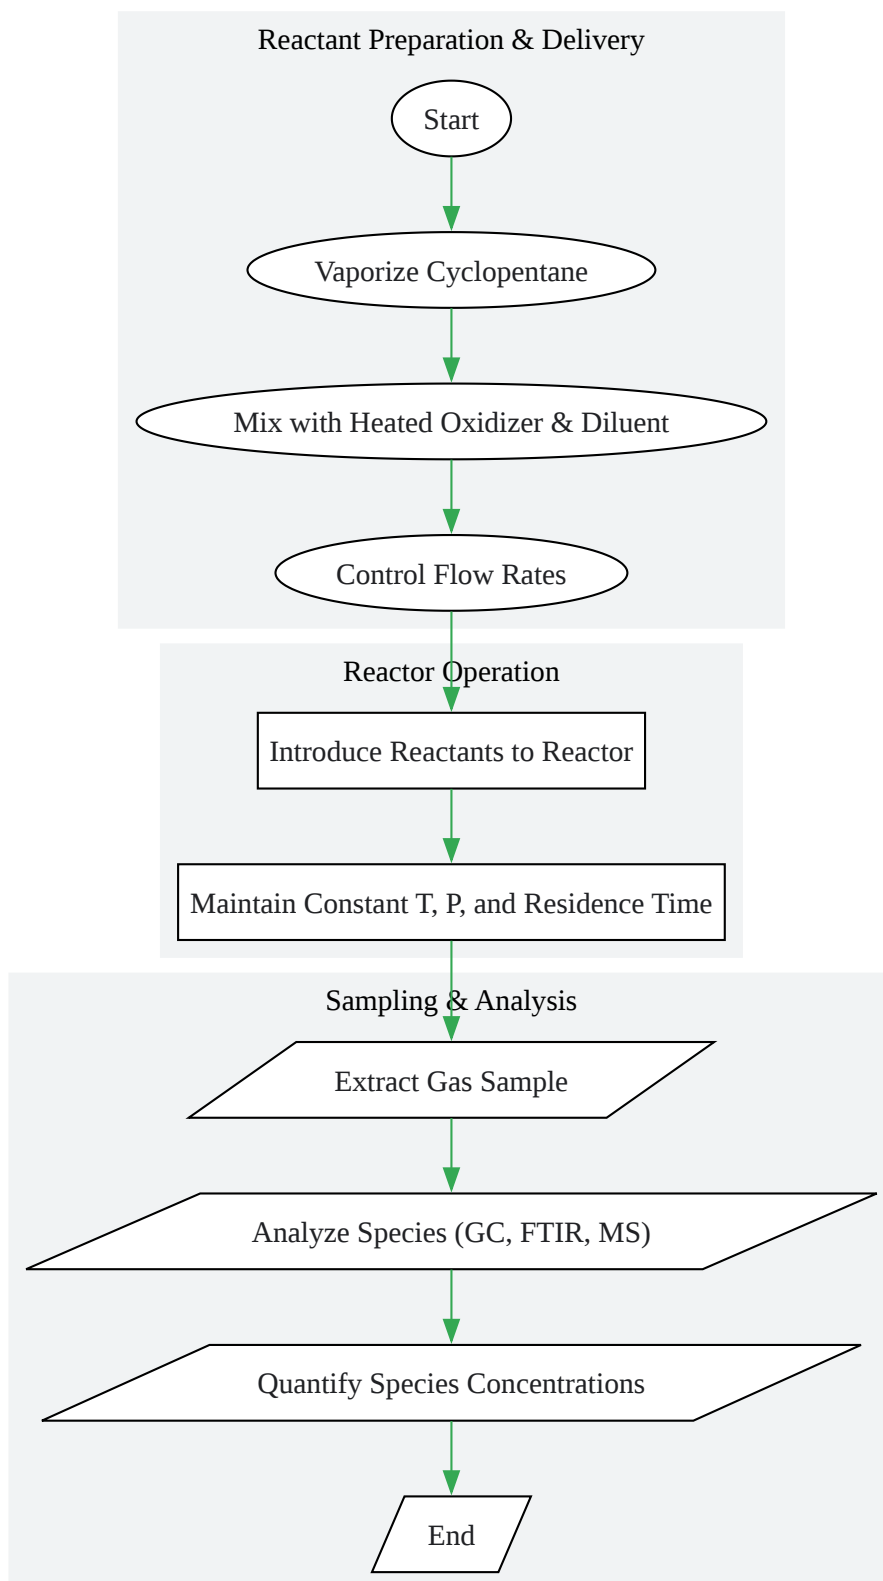 Reactant Preparation & Delivery
Start
Vaporize Cyclopentane
Mix with Heated Oxidizer & Diluent
Control Flow Rates
Reactor Operation
Introduce Reactants to Reactor
Maintain Constant T, P, and Residence Time
Sampling & Analysis
Extract Gas Sample
Analyze Species (GC, FTIR, MS)
Quantify Species Concentrations
End